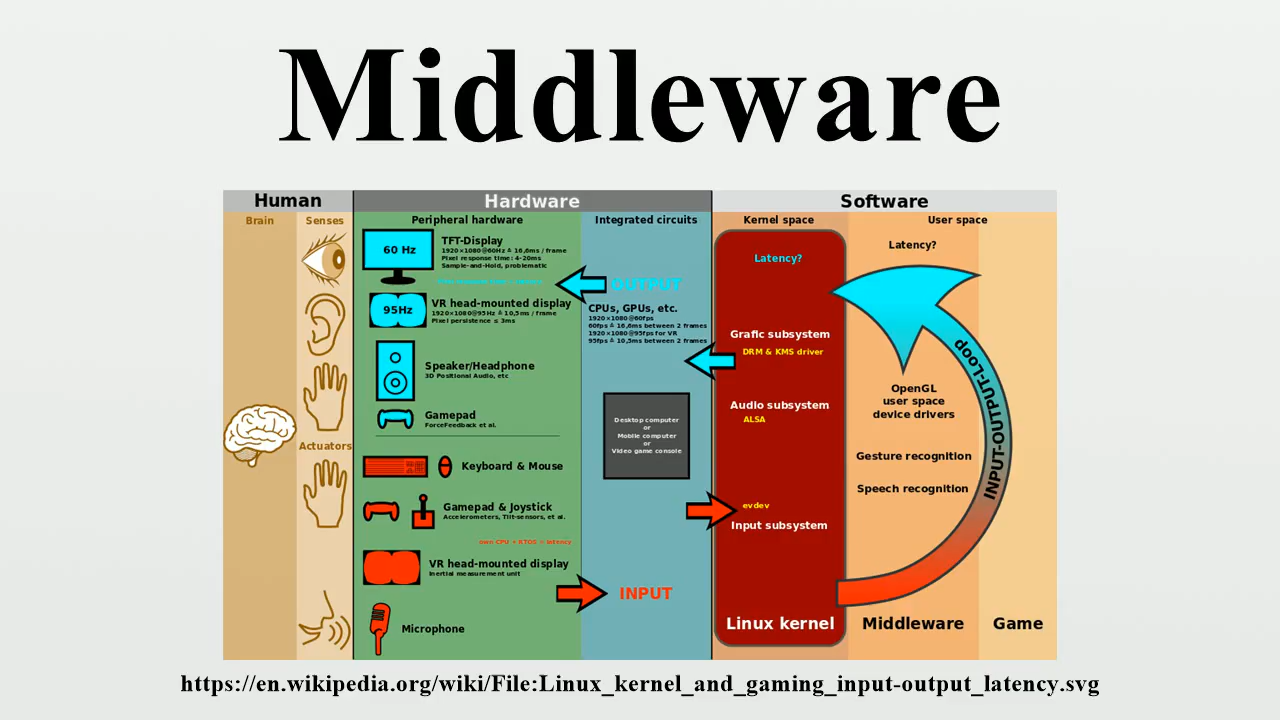 Middleware
Human
Hardware
Software
Brain
Senses
Peripheral hardware
Integrated circuits
Kernel space
User space
60 Hz
TFT-Display
1920×1080@60Hz ≙ 16,6ms / frame
Pixel response time: 4-20ms
Sample-and-Hold, problematic
95Hz
VR head-mounted display
1920×1080@95Hz ≙ 10,5ms / frame
Pixel persistence ≤ 3ms
Speaker/Headphone
3D Positional Audio, etc
Gamepad
ForceFeedback et al.
Actuators
Keyboard & Mouse
Gamepad & Joystick
Accelerometers, Tilt-sensors, et al.
own CPU + RTOS = latency
VR head-mounted display
Inertial measurement unit
Microphone
OUTPUT
CPUs, GPUs, etc.
1920×1080@60fps
60fps ≙ 16,6ms between 2 frames
1920×1080@95fps for VR
95fps ≙ 10,5ms between 2 frames
Desktop computer
or
Mobile computer
or
Video game console
INPUT
Latency?
Grafic subsystem
DRM & KMS driver
Audio subsystem
ALSA
evdev
Input subsystem
Linux kernel
Latency?
OpenGL
user space
device drivers
Gesture recognition
Speech recognition
INPUT-OUTPUT-LOOP
Middleware
Game
https://en.wikipedia.org/wiki/File:Linux_kernel_and_gaming_input-output_latency.svg